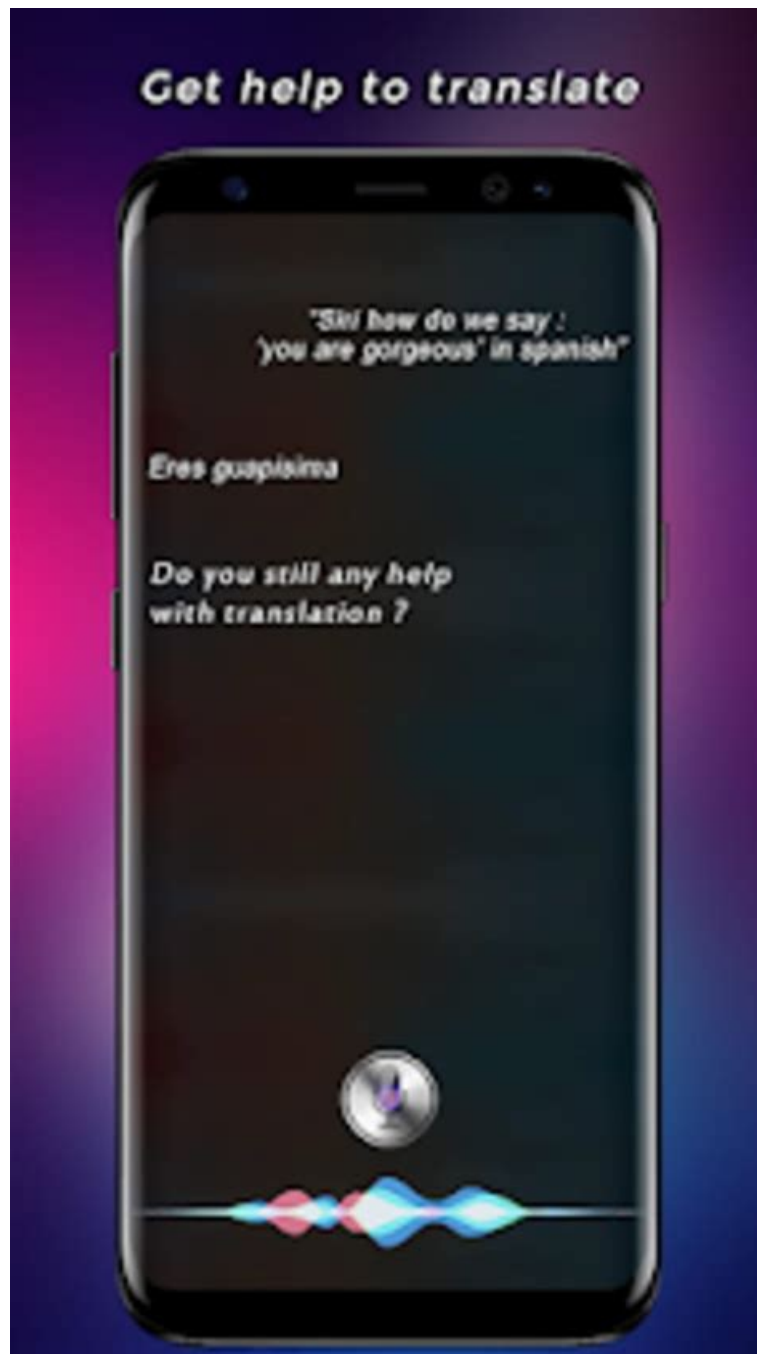 Get help to translate
"Siri how do we say :
'you are gorgeous' in spanish"
Eres guapisima
Do you still any help
with translation ?